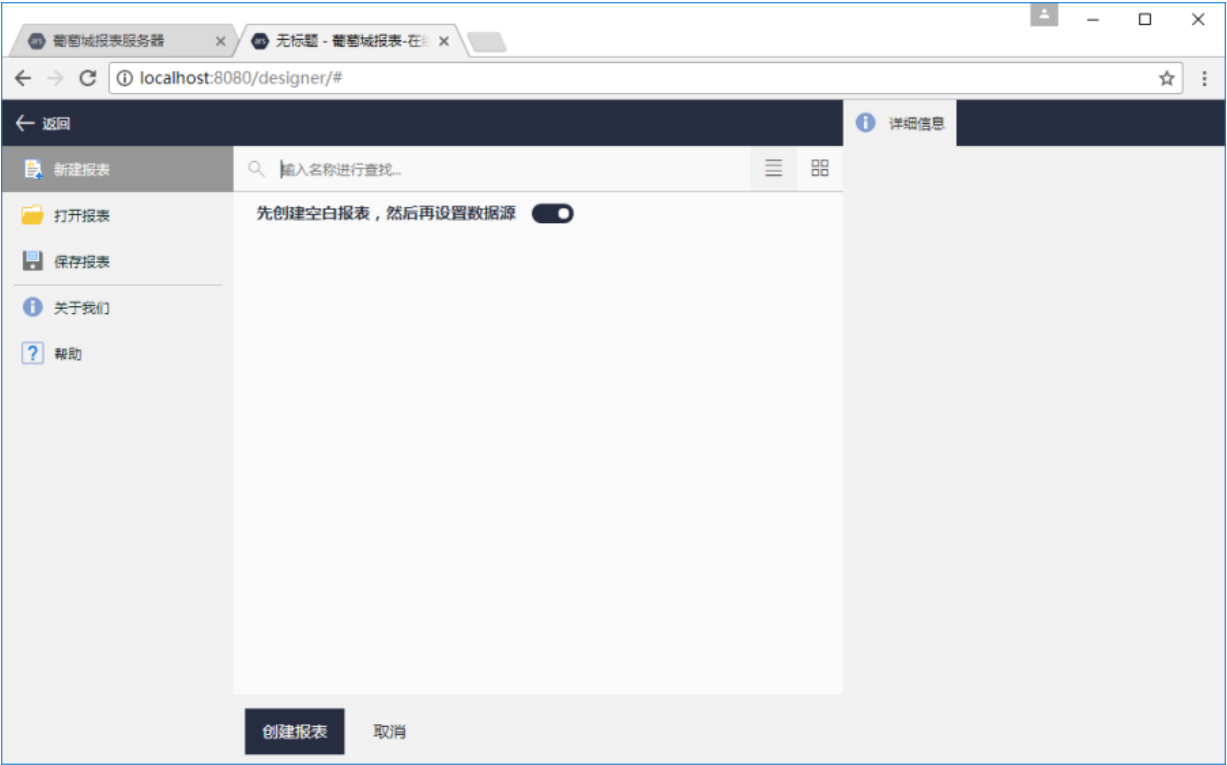 葡萄城报表服务器
无标题 - 葡萄城报表-在
localhost:8080/designer/#
返回
详细信息
新建报表
输入名称进行查找...
打开报表
先创建空白报表，然后再设置数据源
保存报表
关于我们
帮助
创建报表
取消